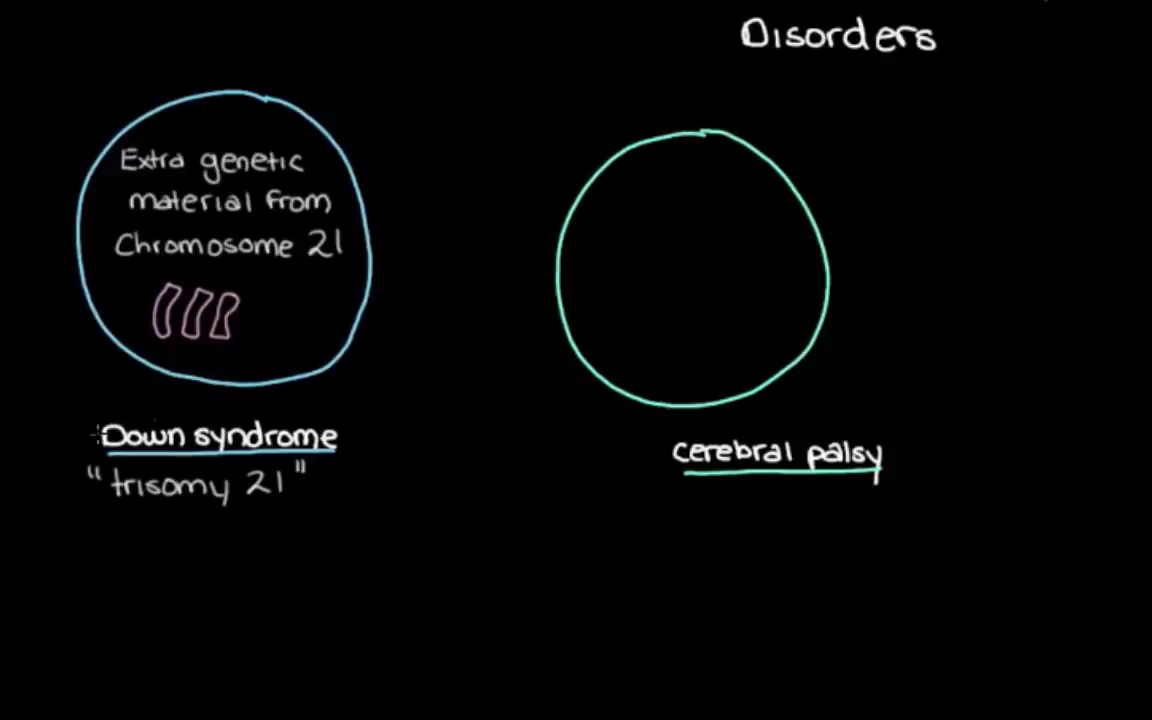 Disorders
Extra genetic
material from
Chromosome 21
Down syndrome
"trisomy 21"
cerebral palsy